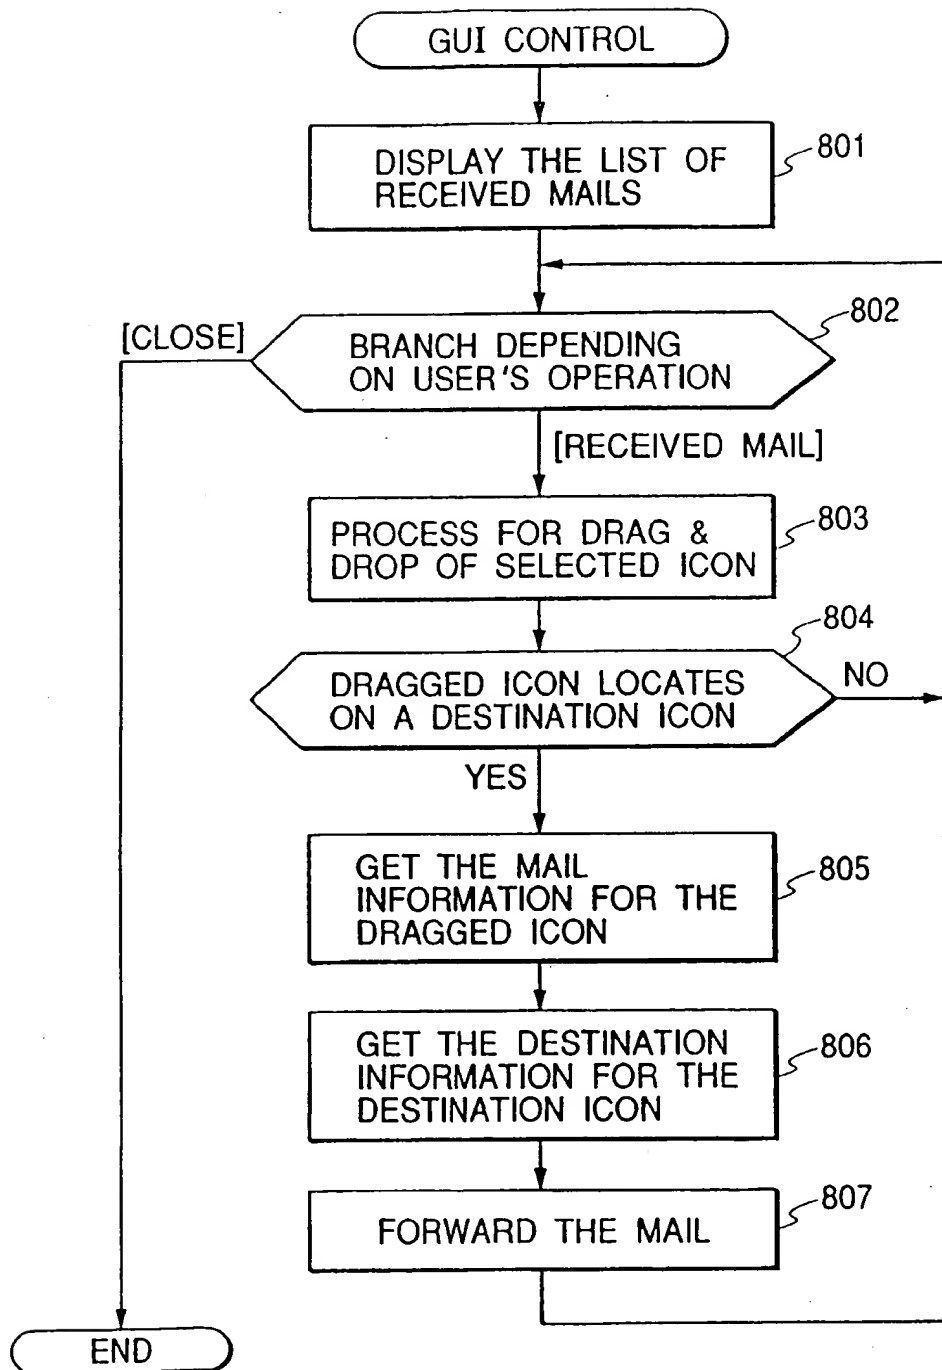 GUI CONTROL
DISPLAY THE LIST OF
RECEIVED MAILS
801
[CLOSE]
BRANCH DEPENDING
ON USER'S OPERATION
802
[RECEIVED MAIL]
PROCESS FOR DRAG &
DROP OF SELECTED ICON
803
DRAGGED ICON LOCATES
ON A DESTINATION ICON
804
NO
YES
GET THE MAIL
INFORMATION FOR THE
DRAGGED ICON
805
GET THE DESTINATION
INFORMATION FOR THE
DESTINATION ICON
806
FORWARD THE MAIL
807
END